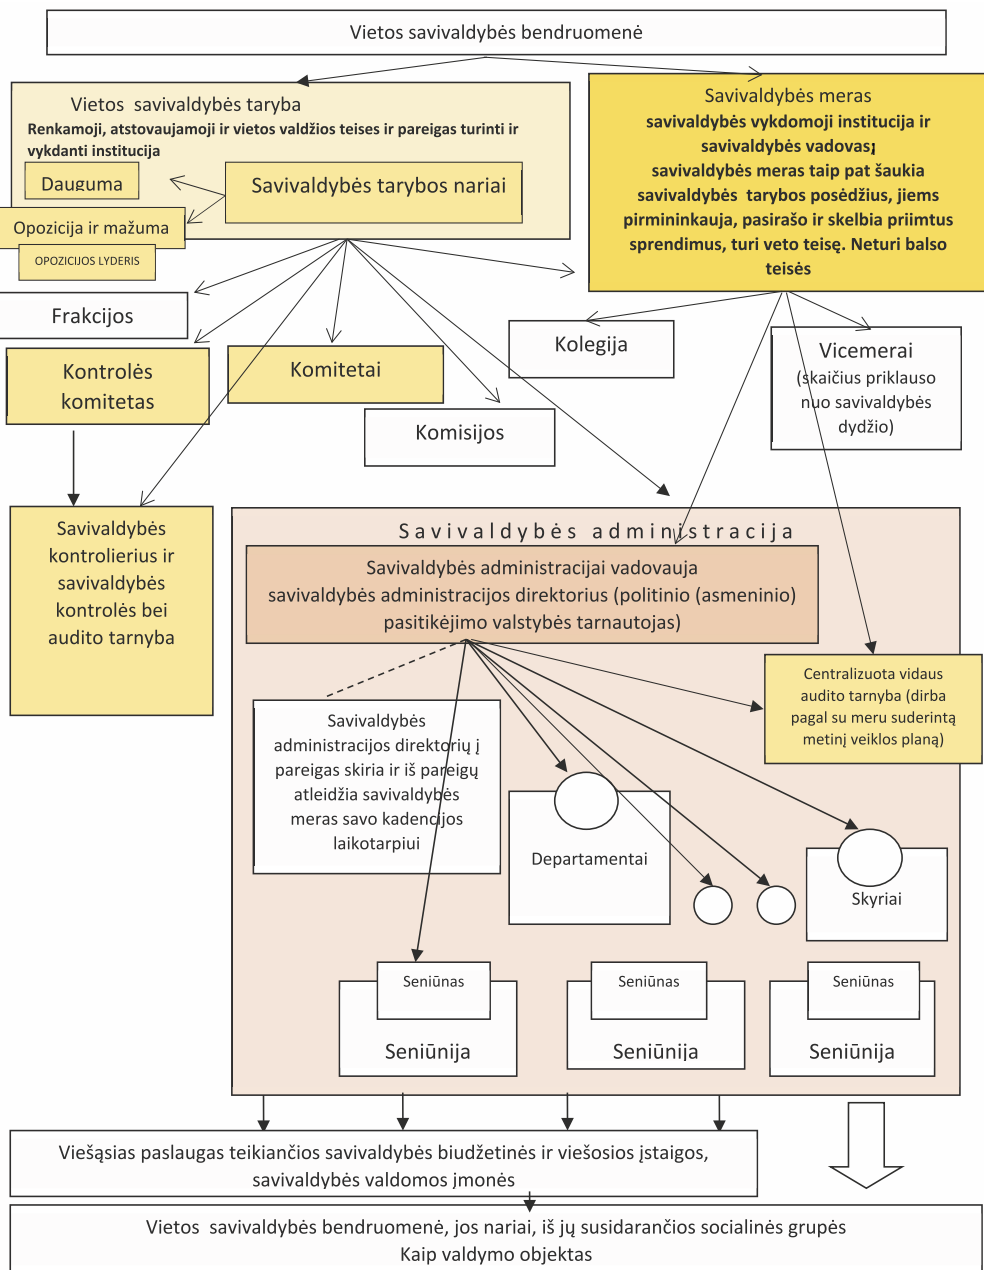 Vietos savivaldybės bendruomenė
Vietos savivaldybės taryba
Renkamoji, atstovaujamoji ir vietos valdžios teises ir pareigas turinti ir
vykdanti institucija
Dauguma
Savivaldybės tarybos nariai
Opozicija ir mažuma
OPOZICIJOS LYDERIS
Savivaldybės meras
savivaldybės vykdomoji institucija ir
savivaldybės vadovas;
savivaldybės meras taip pat šaukia
savivaldybės tarybos posėdžius, jiems
pirmininkauja, pasirašo ir skelbia priimtus
sprendimus, turi veto teisę. Neturi balso
teisės
Frakcijos
Kontrolės
komitetas
Komitetai
Komisijos
Kolegija
Vicemerai
(skaičius priklauso
nuo savivaldybės
dydžio)
Savivaldybės
kontrolierius ir
savivaldybės
kontrolės bei
audito tarnyba
Savivaldybės administracija
Savivaldybės administracijai vadovauja
savivaldybės administracijos direktorius (politinio (asmeninio)
pasitikėjimo valstybės tarnautojas)
Centralizuota vidaus
audito tarnyba (dirba
pagal su meru suderintą
metinį veiklos planą)
Savivaldybės
administracijos direktorių į
pareigas skiria ir iš pareigų
atleidžia savivaldybės
meras savo kadencijos
laikotarpiui
Departamentai
Skyriai
Seniūnas
Seniūnija
Seniūnas
Seniūnija
Seniūnas
Seniūnija
Viešąsias paslaugas teikiančios savivaldybės biudžetinės ir viešosios įstaigos,
savivaldybės valdomos įmonės
Vietos savivaldybės bendruomenė, jos nariai, iš jų susidarančios socialinės grupės
Kaip valdymo objektas